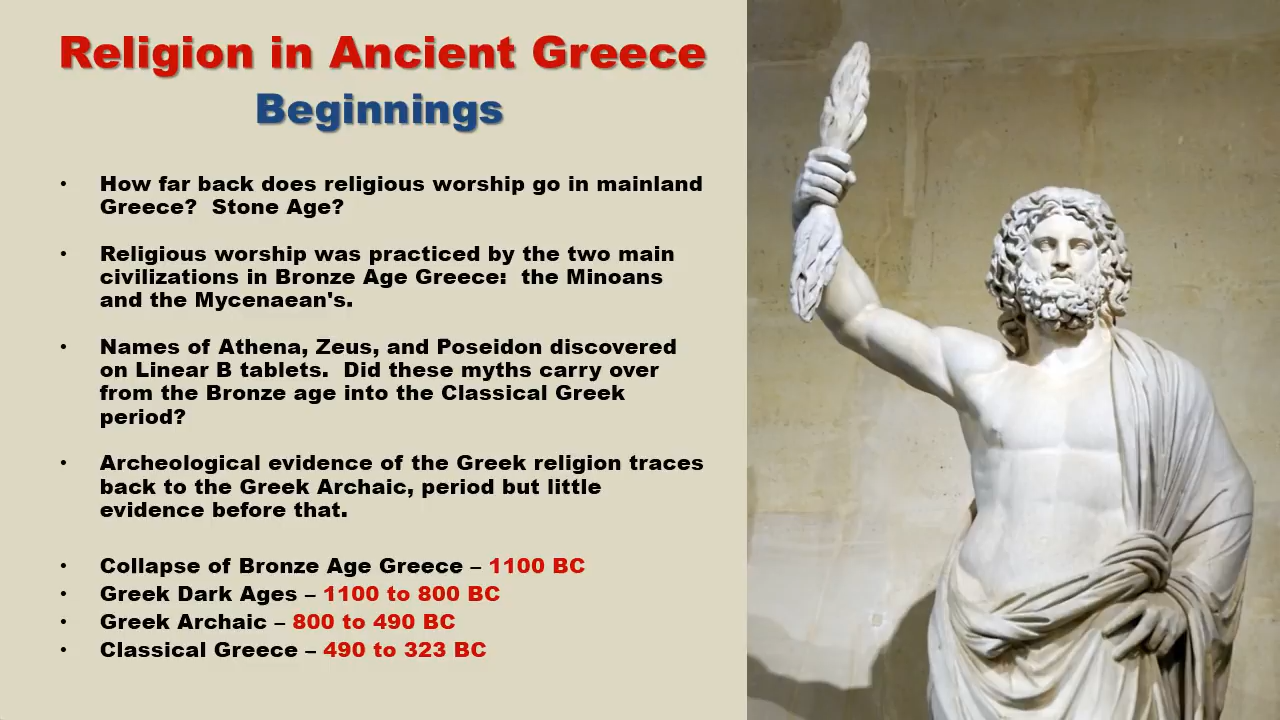 Religion in Ancient Greece
Beginnings
• How far back does religious worship go in mainland
Greece?  Stone Age?
• Religious worship was practiced by the two main
civilizations in Bronze Age Greece:  the Minoans
and the Mycenaean's.
• Names of Athena, Zeus, and Poseidon discovered
on Linear B tablets.  Did these myths carry over
from the Bronze age into the Classical Greek
period?
• Archeological evidence of the Greek religion traces
back to the Greek Archaic, period but little
evidence before that.
• Collapse of Bronze Age Greece – 1100 BC
• Greek Dark Ages – 1100 to 800 BC
• Greek Archaic – 800 to 490 BC
• Classical Greece – 490 to 323 BC